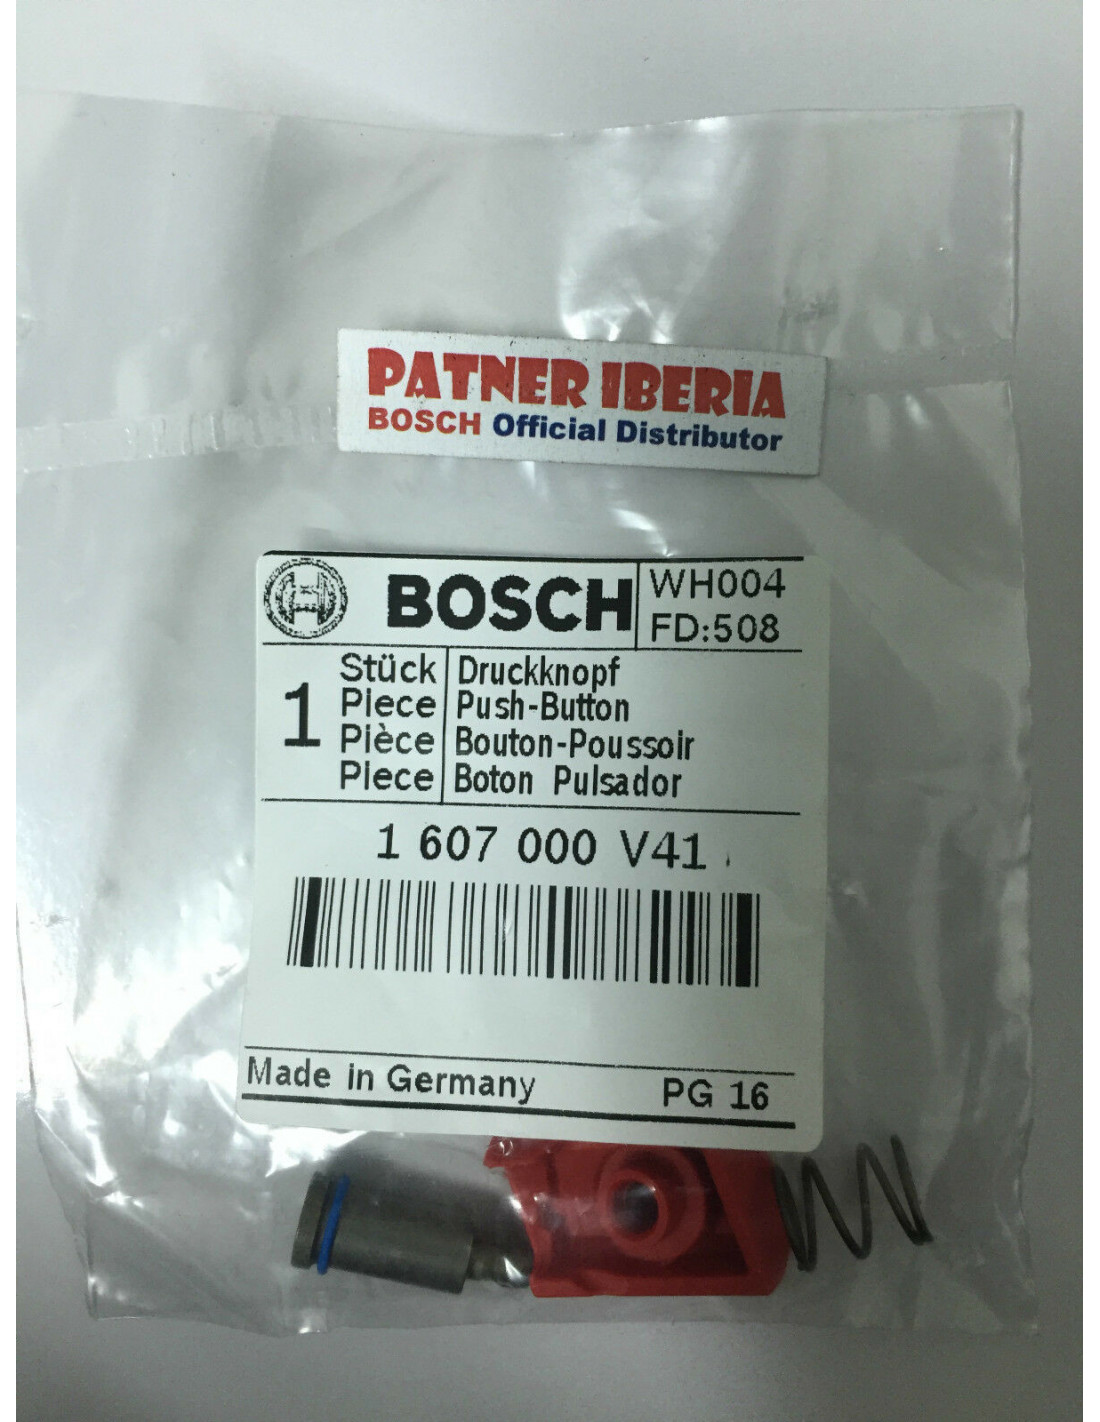 PATNER IBERIA
BOSCH Official Distributor
BOSCH
WH004
FD:508
1
Stück
Piece
Pièce
Piece
Druckknopf
Push-Button
Bouton-Poussoir
Boton Pulsador
1 607 000 V41
Made in Germany
PG 16